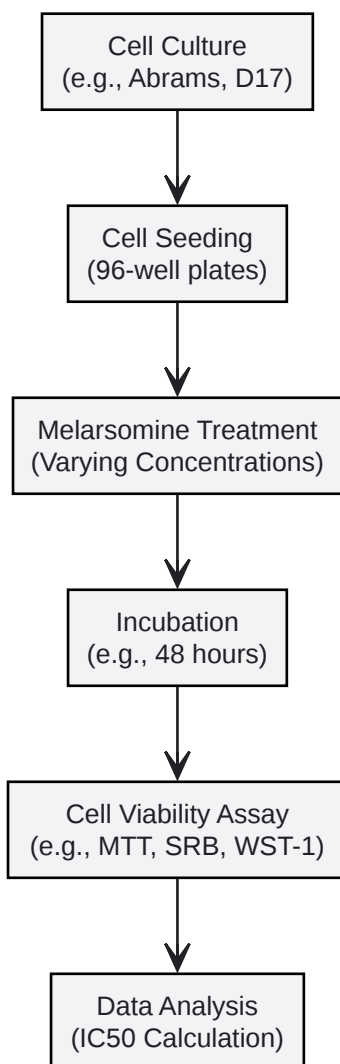 Cell Culture
(e.g., Abrams, D17)
Cell Seeding
(96-well plates)
Melarsomine Treatment
(Varying Concentrations)
Incubation
(e.g., 48 hours)
Cell Viability Assay
(e.g., MTT, SRB, WST-1)
Data Analysis
(IC50 Calculation)